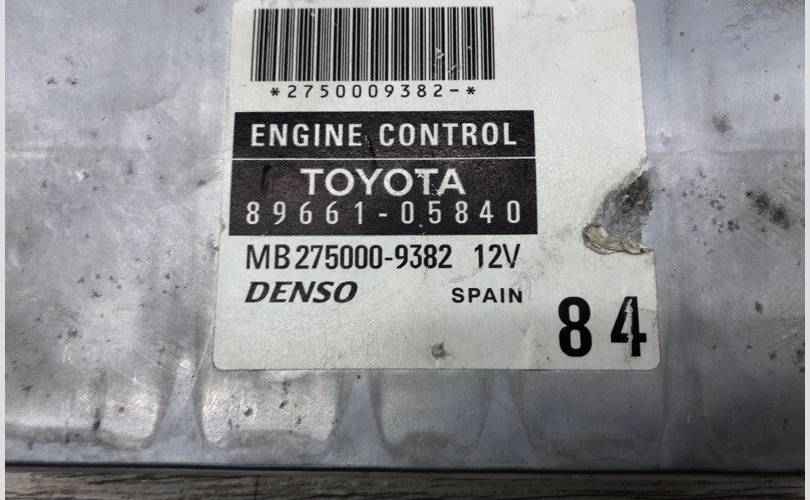 *2750009382-*
ENGINE CONTROL
TOYOTA
89661-05840
MB275000-9382 12V
DENSO SPAIN
84